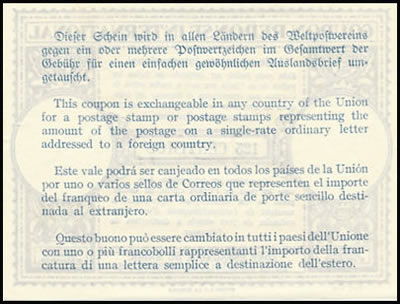 Dieser Schein wird in allen Ländern des Weltpostvereins
gegen ein oder mehrere Postwertzeichen im Gesamtwert der
Gebühr für einen einfachen gewöhnlichen Auslandsbrief um-
getauscht.
This coupon is exchangeable in any country of the Union
for a postage stamp or postage stamps representing the
amount of the postage on a single-rate ordinary letter
addressed to a foreign country.
Este vale podrá ser canjeado en todos los países de la Unión
por uno o varios sellos de Correos que representen el importe
del franqueo de una carta ordinaria de porte sencillo desti-
nada al extranjero.
Questo buono può essere cambiato in tutti i paesi dell'Unione
con uno o più francobolli rappresentanti l'importo della fran-
catura di una lettera semplice a destinazione dell'estero.